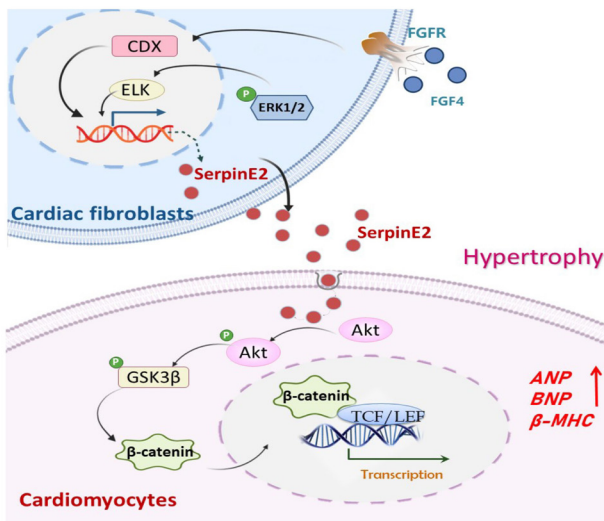 CDX
FGFR
ELK
FGF4
P
ERK1/2
SerpinE2
Cardiac fibroblasts
SerpinE2
Hypertrophy
Akt
P
Akt
P
GSK3β
β-catenin
TCF/LEF
β-catenin
Transcription
ANP
BNP
β-MHC
Cardiomyocytes